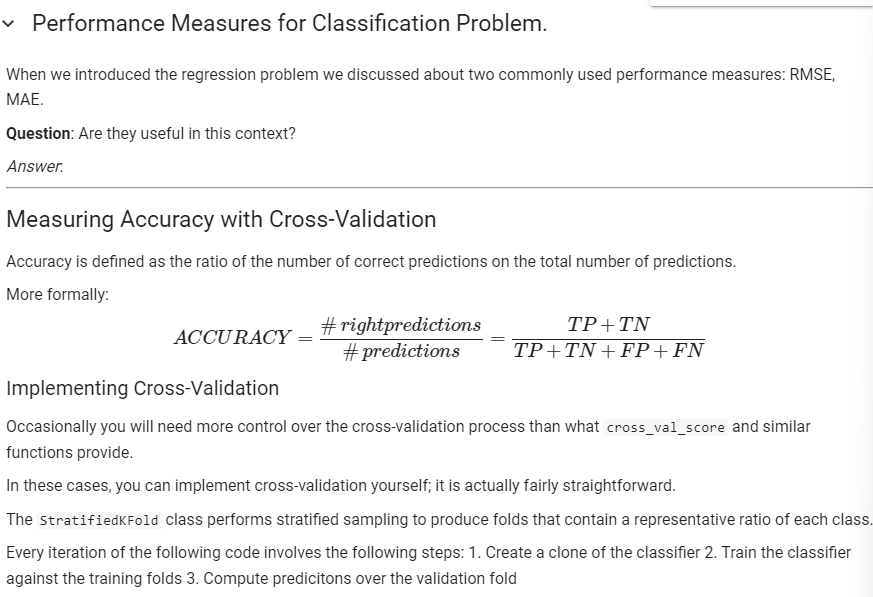 Performance Measures for Classification Problem.
When we introduced the regression problem we discussed about two commonly used performance measures: RMSE,
MAE.
Question: Are they useful in this context?
Answer.
Measuring Accuracy with Cross-Validation
Accuracy is defined as the ratio of the number of correct predictions on the total number of predictions.
More formally:
ACCURACY = # rightpredictions / # predictions = TP + TN / TP + TN + FP + FN
Implementing Cross-Validation
Occasionally you will need more control over the cross-validation process than what cross_val_score and similar
functions provide.
In these cases, you can implement cross-validation yourself; it is actually fairly straightforward.
The StratifiedKFold class performs stratified sampling to produce folds that contain a representative ratio of each class.
Every iteration of the following code involves the following steps: 1. Create a clone of the classifier 2. Train the classifier
against the training folds 3. Compute predicitons over the validation fold